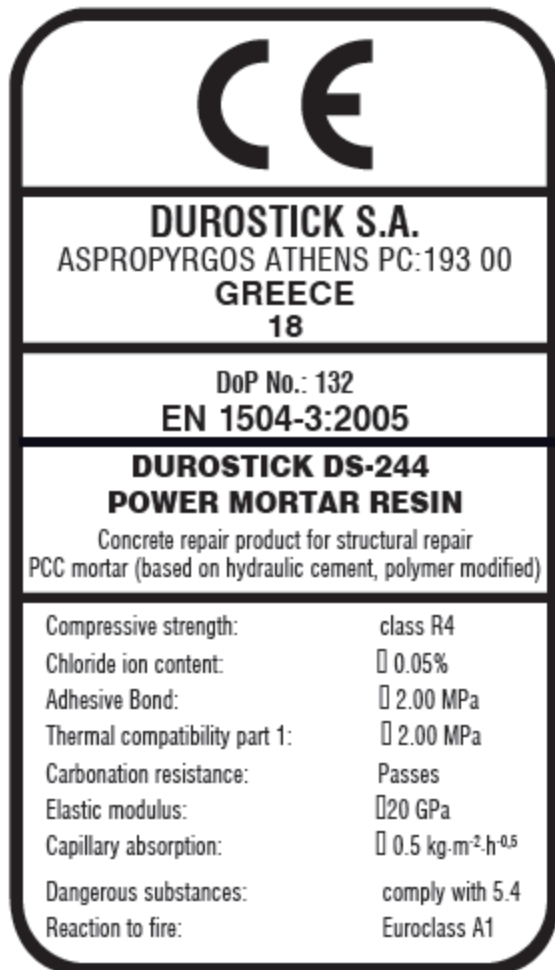 CE
DUROSTICK S.A.
ASPROPYRGOS ATHENS PC:193 00
GREECE
18
DoP No.: 132
EN 1504-3:2005
DUROSTICK DS-244
POWER MORTAR RESIN
Concrete repair product for structural repair
PCC mortar (based on hydraulic cement, polymer modified)
Compressive strength: class R4
Chloride ion content: ▯ 0.05%
Adhesive Bond: ▯ 2.00 MPa
Thermal compatibility part 1: ▯ 2.00 MPa
Carbonation resistance: Passes
Elastic modulus: ▯20 GPa
Capillary absorption: ▯ 0.5 kg·m⁻²·h⁻⁰·⁵
Dangerous substances: comply with 5.4
Reaction to fire: Euroclass A1